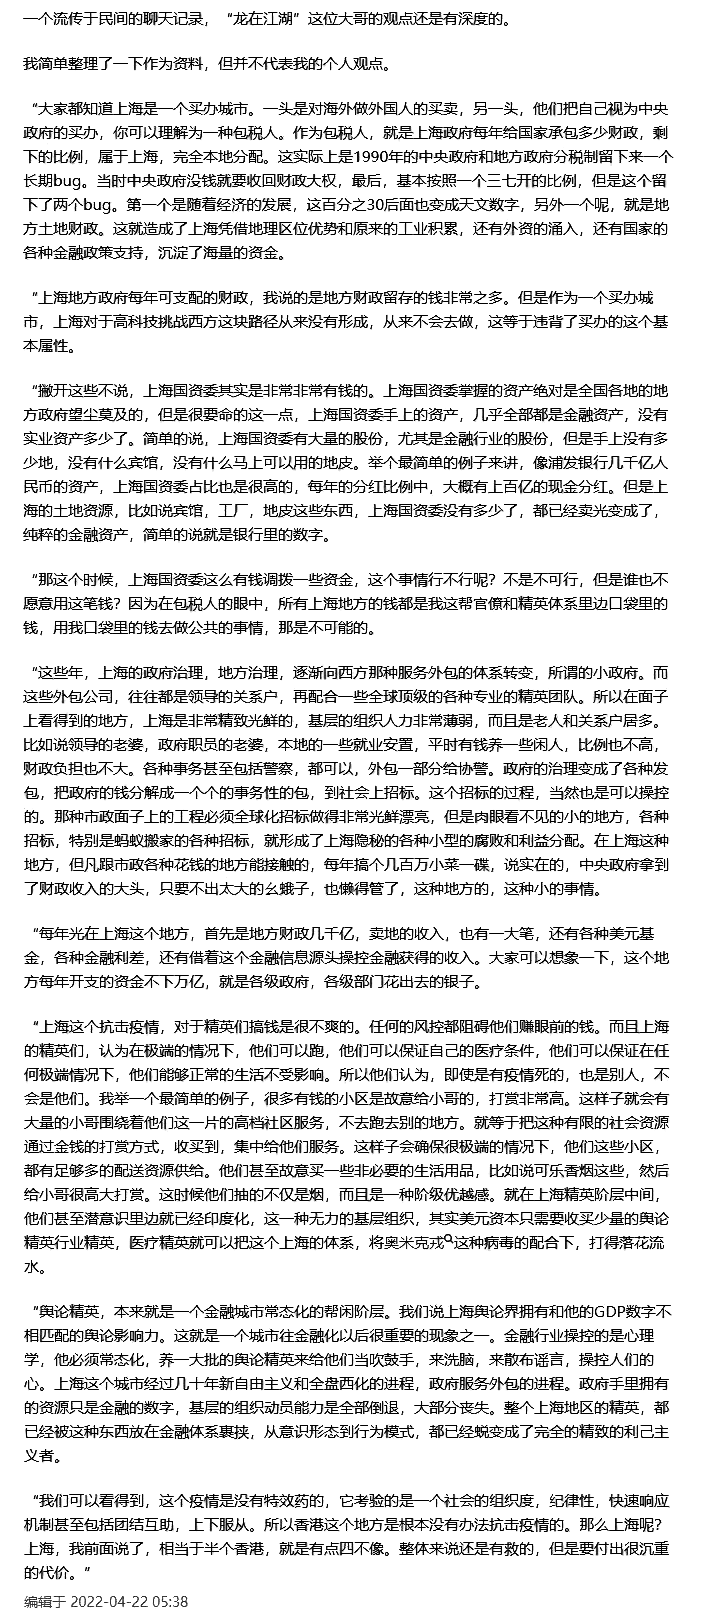 一个流传于民间的聊天记录，“龙在江湖”这位大哥的观点还是有深度的。
我简单整理了一下作为资料，但并不代表我的个人观点。
“大家都知道上海是一个买办城市。一头是对海外做外国人的买卖，另一头，他们把自己视为中央
政府的买办，你可以理解为一种包税人。作为包税人，就是上海政府每年给国家承包多少财政，剩
下的比例，属于上海，完全本地分配。这实际上是1990年的中央政府和地方政府分税制留下来一个
长期bug。当时中央政府没钱就要收回财政大权，最后，基本按照一个三七开的比例，但是这个留
下了两个bug。第一个是随着经济的发展，这百分之30后面也变成天文数字，另外一个呢，就是地
方土地财政。这就造成了上海凭借地理区位优势和原来的工业积累，还有外资的涌入，还有国家的
各种金融政策支持，沉淀了海量的资金。
“上海地方政府每年可支配的财政，我说的是地方财政留存的钱非常之多。但是作为一个买办城
市，上海对于高科技挑战西方这块路径从来没有形成，从来不会去做，这等于违背了买办的这个基
本属性。
“撇开这些不说，上海国资委其实是非常非常有钱的。上海国资委掌握的资产绝对是全国各地的地
方政府望尘莫及的，但是很要命的这一点，上海国资委手上的资产，几乎全部都是金融资产，没有
实业资产多少了。简单的说，上海国资委有大量的股份，尤其是金融行业的股份，但是手上没有多
少地，没有什么宾馆，没有什么马上可以用的地皮。举个最简单的例子来讲，像浦发银行几千亿人
民币的资产，上海国资委占比也是很高的，每年的分红比例中，大概有上百亿的现金分红。但是上
海的土地资源，比如说宾馆，工厂，地皮这些东西，上海国资委没有多少了，都已经卖光变成了，
纯粹的金融资产，简单的说就是银行里的数字。
“那这个时候，上海国资委这么有钱调拨一些资金，这个事情行不行呢？不是不可行，但是谁也不
愿意用这笔钱？因为在包税人的眼中，所有上海地方的钱都是我这帮官僚和精英体系里边口袋里的
钱，用我口袋里的钱去做公共的事情，那是不可能的。
“这些年，上海的政府治理，地方治理，逐渐向西方那种服务外包的体系转变，所谓的小政府。而
这些外包公司，往往都是领导的关系户，再配合一些全球顶级的各种专业的精英团队。所以在面子
上看得到的地方，上海是非常精致光鲜的，基层的组织人力非常薄弱，而且是老人和关系户居多。
比如说领导的老婆，政府职员的老婆，本地的一些就业安置，平时有钱养一些闲人，比例也不高，
财政负担也不大。各种事务甚至包括警察，都可以，外包一部分给协警。政府的治理变成了各种发
包，把政府的钱分解成一个个的事务性的包，到社会上招标。这个招标的过程，当然也是可以操控
的。那种市政面子上的工程必须全球化招标做得非常光鲜漂亮，但是肉眼看不见的小的地方，各种
招标，特别是蚂蚁搬家的各种招标，就形成了上海隐秘的各种小型的腐败和利益分配。在上海这种
地方，但凡跟市政各种花钱的地方能接触的，每年搞个几百万小菜一碟，说实在的，中央政府拿到
了财政收入的大头，只要不出太大的幺蛾子，也懒得管了，这种地方的，这种小的事情。
“每年光在上海这个地方，首先是地方财政几千亿，卖地的收入，也有一大笔，还有各种美元基
金，各种金融利差，还有借着这个金融信息源头操控金融获得的收入。大家可以想象一下，这个地
方每年开支的资金不下万亿，就是各级政府，各级部门花出去的银子。
“上海这个抗击疫情，对于精英们搞钱是很不爽的。任何的风控都阻碍他们赚眼前的钱。而且上海
的精英们，认为在极端的情况下，他们可以跑，他们可以保证自己的医疗条件，他们可以保证在任
何极端情况下，他们能够正常的生活不受影响。所以他们认为，即使是有疫情死的，也是别人，不
会是他们。我举一个最简单的例子，很多有钱的小区是故意给小哥的，打赏非常高。这样子就会有
大量的小哥围绕着他们这一片的高档社区服务，不去跑去别的地方。就等于把这种有限的社会资源
通过金钱的打赏方式，收买到，集中给他们服务。这样子会确保很极端的情况下，他们这些小区，
都有足够多的配送资源供给。他们甚至故意买一些非必要的生活用品，比如说可乐香烟这些，然后
给小哥很高大打赏。这时候他们抽的不仅是烟，而且是一种阶级优越感。就在上海精英阶层中间，
他们甚至潜意识里边就已经印度化，这一种无力的基层组织，其实美元资本只需要收买少量的舆论
精英行业精英，医疗精英就可以把这个上海的体系，将奥米克戎这种病毒的配合下，打得落花流
水。
“舆论精英，本来就是一个金融城市常态化的帮闲阶层。我们说上海舆论界拥有和他的GDP数字不
相匹配的舆论影响力。这就是一个城市往金融化以后很重要的现象之一。金融行业操控的是心理
学，他必须常态化，养一大批的舆论精英来给他们当吹鼓手，来洗脑，来散布谣言，操控人们的
心。上海这个城市经过几十年新自由主义和全盘西化的进程，政府服务外包的进程。政府手里拥有
的资源只是金融的数字，基层的组织动员能力是全部倒退，大部分丧失。整个上海地区的精英，都
已经被这种东西放在金融体系裹挟，从意识形态到行为模式，都已经蜕变成了完全的精致的利己主
义者。
“我们可以看得到，这个疫情是没有特效药的，它考验的是一个社会的组织度，纪律性，快速响应
机制甚至包括团结互助，上下服从。所以香港这个地方是根本没有办法抗击疫情的。那么上海呢？
上海，我前面说了，相当于半个香港，就是有点四不像。整体来说还是有救的，但是要付出很沉重
的代价。”
编辑于 2022-04-22 05:38